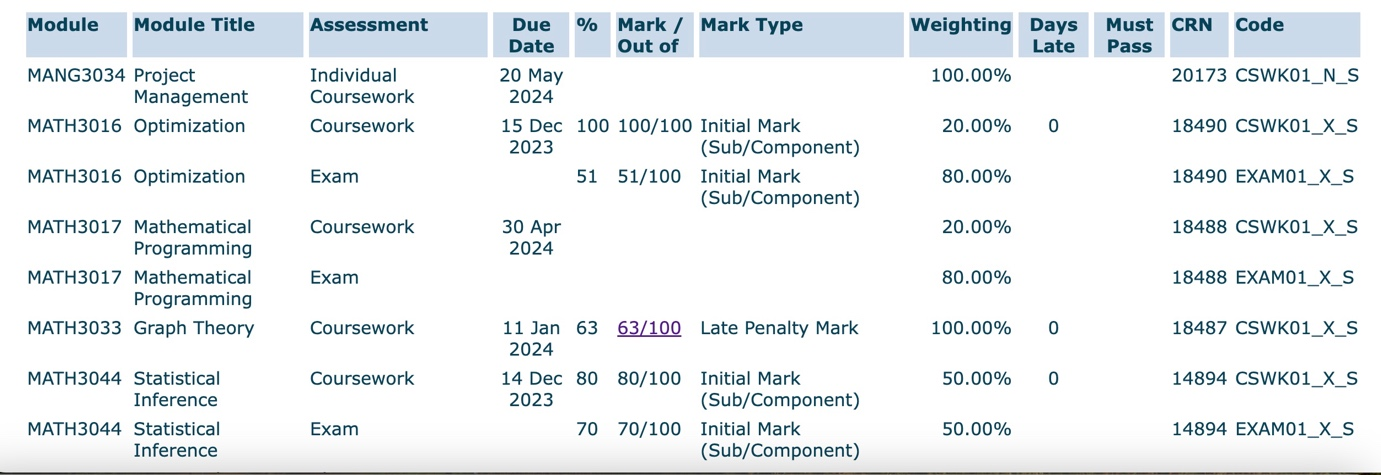 Module Module Title Assessment Due Date % Mark / Out of Mark Type Weighting Days Late Must Pass CRN Code
MANG3034 Project Management Individual Coursework 20 May 2024 100.00% 20173 CSWK01_N_S
MATH3016 Optimization Coursework 15 Dec 2023 100 100/100 Initial Mark (Sub/Component) 20.00% 0 18490 CSWK01_X_S
MATH3016 Optimization Exam 51 51/100 Initial Mark (Sub/Component) 80.00% 18490 EXAM01_X_S
MATH3017 Mathematical Programming Coursework 30 Apr 2024 20.00% 18488 CSWK01_X_S
MATH3017 Mathematical Programming Exam 80.00% 18488 EXAM01_X_S
MATH3033 Graph Theory Coursework 11 Jan 2024 63 63/100 Late Penalty Mark 100.00% 0 18487 CSWK01_X_S
MATH3044 Statistical Inference Coursework 14 Dec 2023 80 80/100 Initial Mark (Sub/Component) 50.00% 0 14894 CSWK01_X_S
MATH3044 Statistical Inference Exam 70 70/100 Initial Mark (Sub/Component) 50.00% 14894 EXAM01_X_S